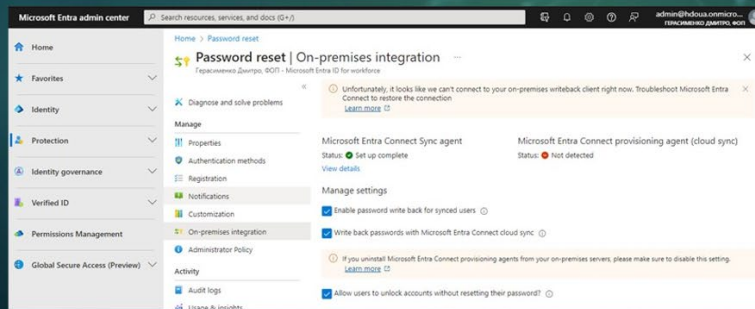 Microsoft Entra admin center
Search resources, services, and docs (G+/)
admin@hdoua.onmicro...
ГЕРАСИМЕНКО ДМИТРО, ФОП
Home
Favorites
Identity
Protection
Identity governance
Verified ID
Permissions Management
Global Secure Access (Preview)
Home > Password reset
Password reset | On-premises integration ...
Герасименко Дмитро, ФОП - Microsoft Entra ID for workforce
Diagnose and solve problems
Manage
Properties
Authentication methods
Registration
Notifications
Customization
On-premises integration
Administrator Policy
Activity
Audit logs
Usage & insights
Unfortunately, it looks like we can't connect to your on-premises writeback client right now. Troubleshoot Microsoft Entra
Connect to restore the connection
Learn more
Microsoft Entra Connect Sync agent
Status: Set up complete
View details
Microsoft Entra Connect provisioning agent (cloud sync)
Status: Not detected
Manage settings
Enable password write back for synced users
Write back passwords with Microsoft Entra Connect cloud sync
If you uninstall Microsoft Entra Connect provisioning agents from your on-premises servers, please make sure to disable this setting.
Learn more
Allow users to unlock accounts without resetting their password?